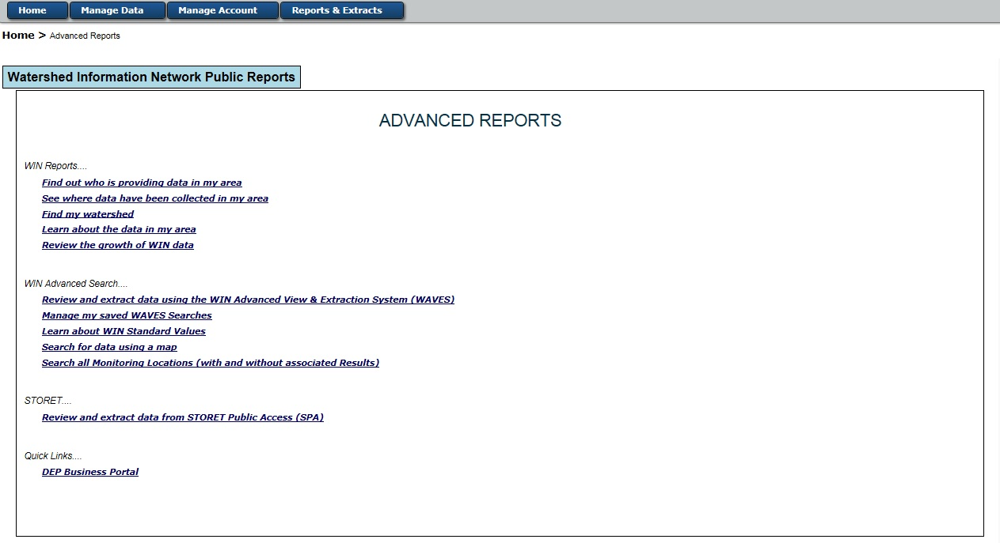 Home Manage Data Manage Account Reports & Extracts
Home > Advanced Reports
Watershed Information Network Public Reports
ADVANCED REPORTS
WIN Reports....
Find out who is providing data in my area
See where data have been collected in my area
Find my watershed
Learn about the data in my area
Review the growth of WIN data
WIN Advanced Search....
Review and extract data using the WIN Advanced View & Extraction System (WAVES)
Manage my saved WAVES Searches
Learn about WIN Standard Values
Search for data using a map
Search all Monitoring Locations (with and without associated Results)
STORET....
Review and extract data from STORET Public Access (SPA)
Quick Links....
DEP Business Portal